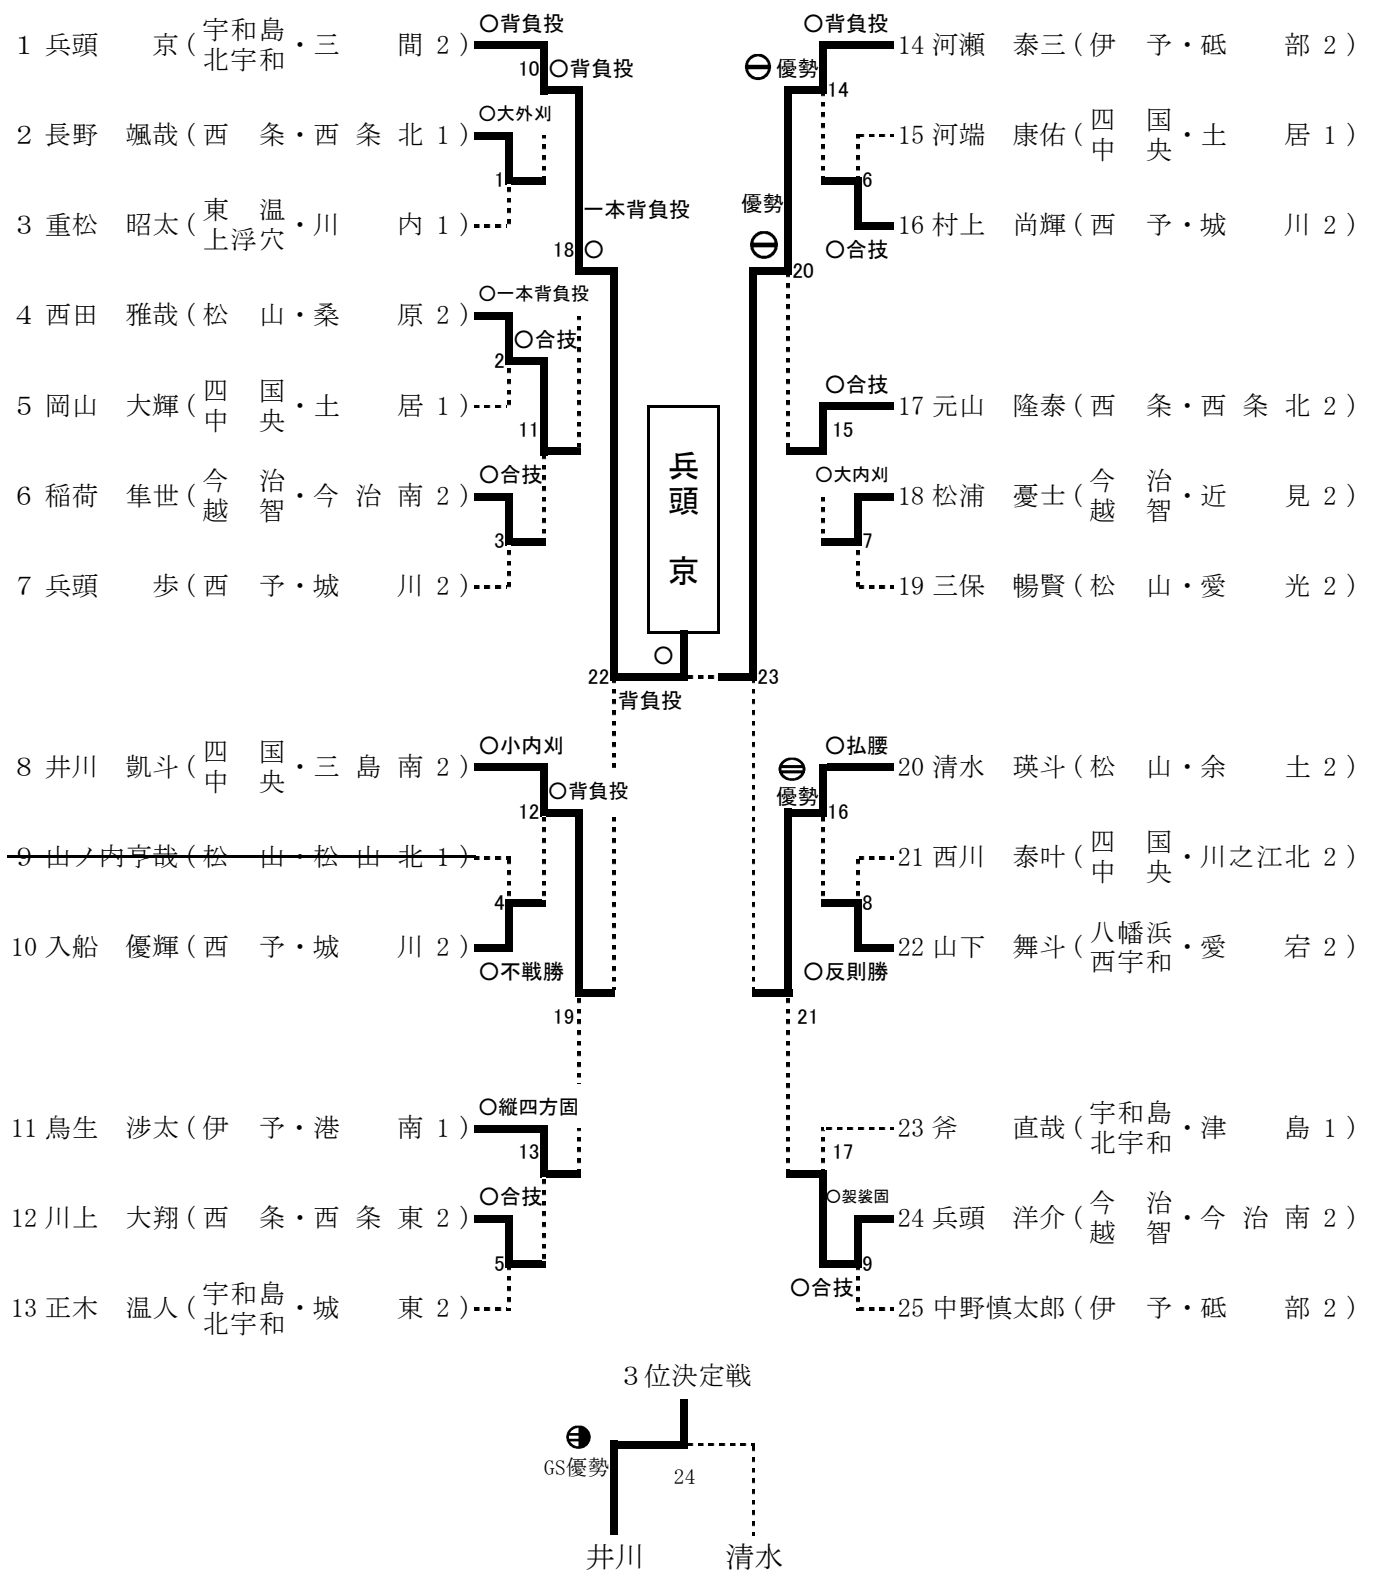 1 兵頭 京(宇和島北宇和・三間 2)
○背負投
10 ○背負投
2 長野 颯哉(西条・西条北 1)
○大外刈
1
3 重松 昭太(東温上浮穴・川内 1)
一本背負投
18 ○
4 西田 雅哉(松山・桑原 2)
○一本背負投
○合技
2
5 岡山 大輝(四国中央・土居 1)
11
6 稲荷 隼世(今治越智・今治南 2)
○合技
3
7 兵頭 歩(西予・城川 2)
8 井川 凱斗(四国中央・三島南 2)
○小内刈
12 ○背負投
9 山ノ内亨哉(松山・松山北 1)
4
10 入船 優輝(西予・城川 2)
○不戦勝
19
11 鳥生 渉太(伊予・港南 1)
○縦四方固
13
12 川上 大翔(西条・西条東 2)
○合技
5
13 正木 温人(宇和島北宇和・城東 2)
兵頭 京
○
22
背負投
23
○背負投
14 河瀬 泰三(伊予・砥部 2)
優勢
14
15 河端 康佑(四国中央・土居 1)
6
16 村上 尚輝(西予・城川 2)
○合技
優勢
20
○合技
17 元山 隆泰(西条・西条北 2)
15
○大内刈
18 松浦 憂士(今治越智・近見 2)
7
19 三保 暢賢(松山・愛光 2)
○払腰
20 清水 瑛斗(松山・余土 2)
優勢
16
21 西川 泰叶(四国中央・川之江北 2)
8
22 山下 舞斗(八幡浜西宇和・愛宕 2)
○反則勝
21
23 斧 直哉(宇和島北宇和・津島 1)
17
○袈裟固
24 兵頭 洋介(今治越智・今治南 2)
9
○合技
25 中野慎太郎(伊予・砥部 2)
３位決定戦
GS優勢
24
井川 清水